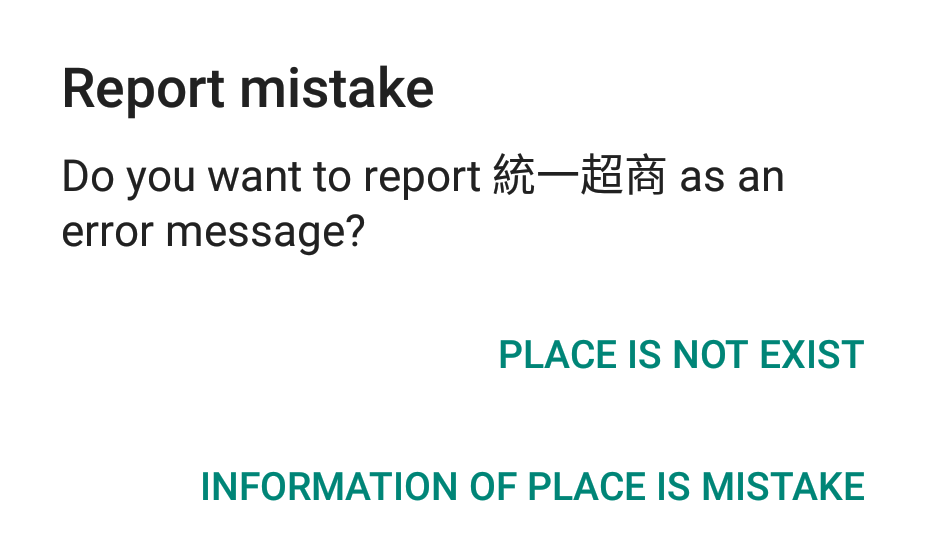 Report mistake
Do you want to report 統一超商 as an
error message?
PLACE IS NOT EXIST
INFORMATION OF PLACE IS MISTAKE